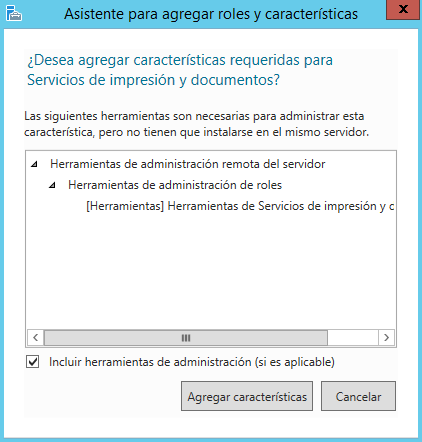 Asistente para agregar roles y características
¿Desea agregar características requeridas para
Servicios de impresión y documentos?
Las siguientes herramientas son necesarias para administrar esta
característica, pero no tienen que instalarse en el mismo servidor.
Herramientas de administración remota del servidor
Herramientas de administración de roles
[Herramientas] Herramientas de Servicios de impresión y c
Incluir herramientas de administración (si es aplicable)
Agregar características
Cancelar